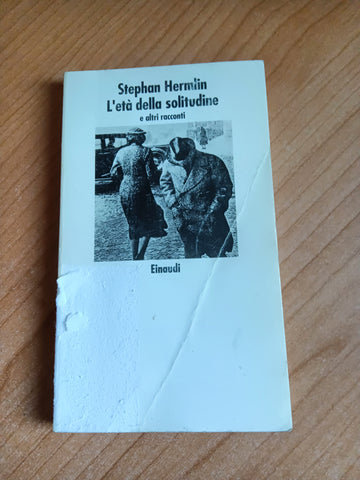 Stephan Hermlin
L'età della solitudine
e altri racconti
Einaudi